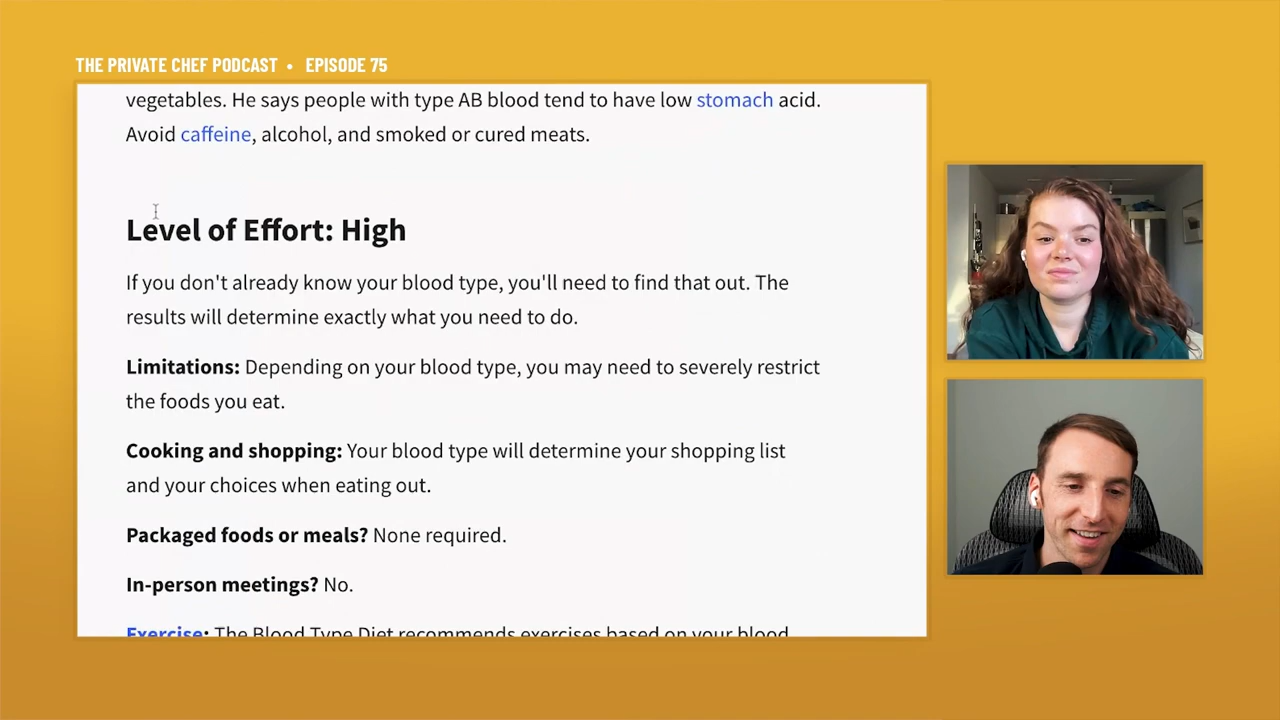 THE PRIVATE CHEF PODCAST • EPISODE 75
vegetables. He says people with type AB blood tend to have low stomach acid.
Avoid caffeine, alcohol, and smoked or cured meats.
Level of Effort: High
If you don't already know your blood type, you'll need to find that out. The
results will determine exactly what you need to do.
Limitations: Depending on your blood type, you may need to severely restrict
the foods you eat.
Cooking and shopping: Your blood type will determine your shopping list
and your choices when eating out.
Packaged foods or meals? None required.
In-person meetings? No.
Exercise: The Blood Type Diet recommends exercises based on your blood